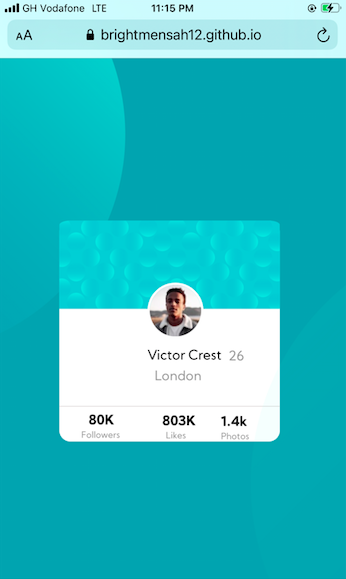 GH Vodafone LTE 11:15 PM
AA brightmensah12.github.io
Victor Crest 26
London
80K 803K 1.4k
Followers Likes Photos